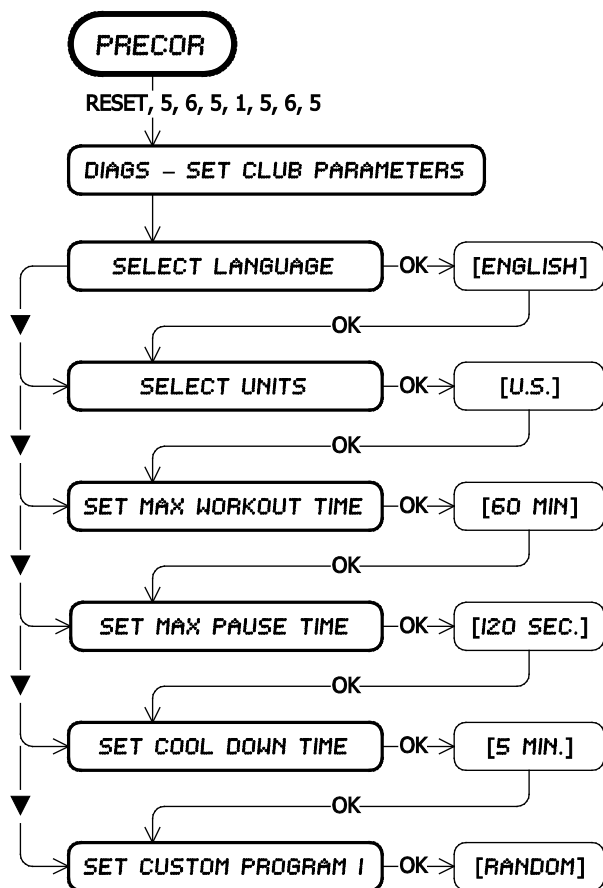 PRECOR
RESET, 5, 6, 5, 1, 5, 6, 5
DIAGS – SET CLUB PARAMETERS
SELECT LANGUAGE OK [ENGLISH]
OK
SELECT UNITS OK [U.S.]
OK
SET MAX WORKOUT TIME OK [60 MIN]
OK
SET MAX PAUSE TIME OK [120 SEC.]
OK
SET COOL DOWN TIME OK [5 MIN.]
OK
SET CUSTOM PROGRAM 1 OK [RANDOM]